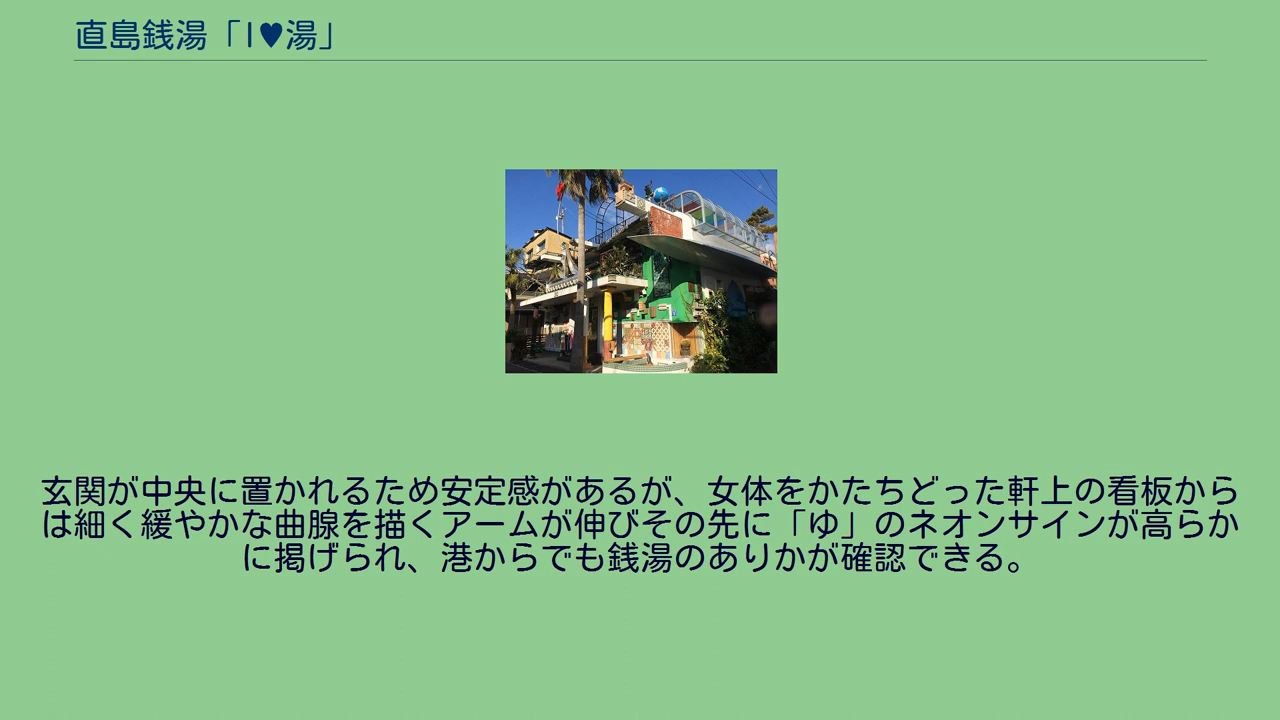 直島銭湯「I♥湯」
玄関が中央に置かれるため安定感があるが、女体をかたちどった軒上の看板から
は細く緩やかな曲腺を描くアームが伸びその先に「ゆ」のネオンサインが高らか
に掲げられ、港からでも銭湯のありかが確認できる。